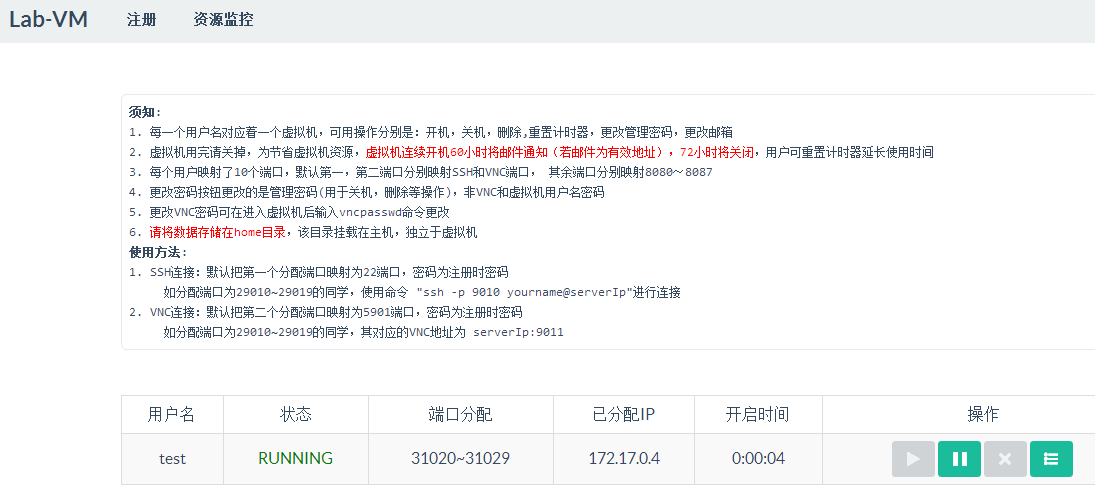 Lab-VM 注册 资源监控
须知:
1. 每一个用户名对应着一个虚拟机，可用操作分别是：开机，关机，删除,重置计时器，更改管理密码，更改邮箱
2. 虚拟机用完请关掉，为节省虚拟机资源，虚拟机连续开机60小时将邮件通知（若邮件为有效地址），72小时将关闭，用户可重置计时器延长使用时间
3. 每个用户映射了10个端口，默认第一，第二端口分别映射SSH和VNC端口， 其余端口分别映射8080～8087
4. 更改密码按钮更改的是管理密码(用于关机，删除等操作)，非VNC和虚拟机用户名密码
5. 更改VNC密码可在进入虚拟机后输入vncpasswd命令更改
6. 请将数据存储在home目录，该目录挂载在主机，独立于虚拟机
使用方法:
1. SSH连接：默认把第一个分配端口映射为22端口，密码为注册时密码
如分配端口为29010~29019的同学，使用命令 "ssh -p 9010 yourname@serverIp"进行连接
2. VNC连接：默认把第二个分配端口映射为5901端口，密码为注册时密码
如分配端口为29010~29019的同学，其对应的VNC地址为 serverIp:9011
用户名 状态 端口分配 已分配IP 开启时间 操作
test RUNNING 31020~31029 172.17.0.4 0:00:04